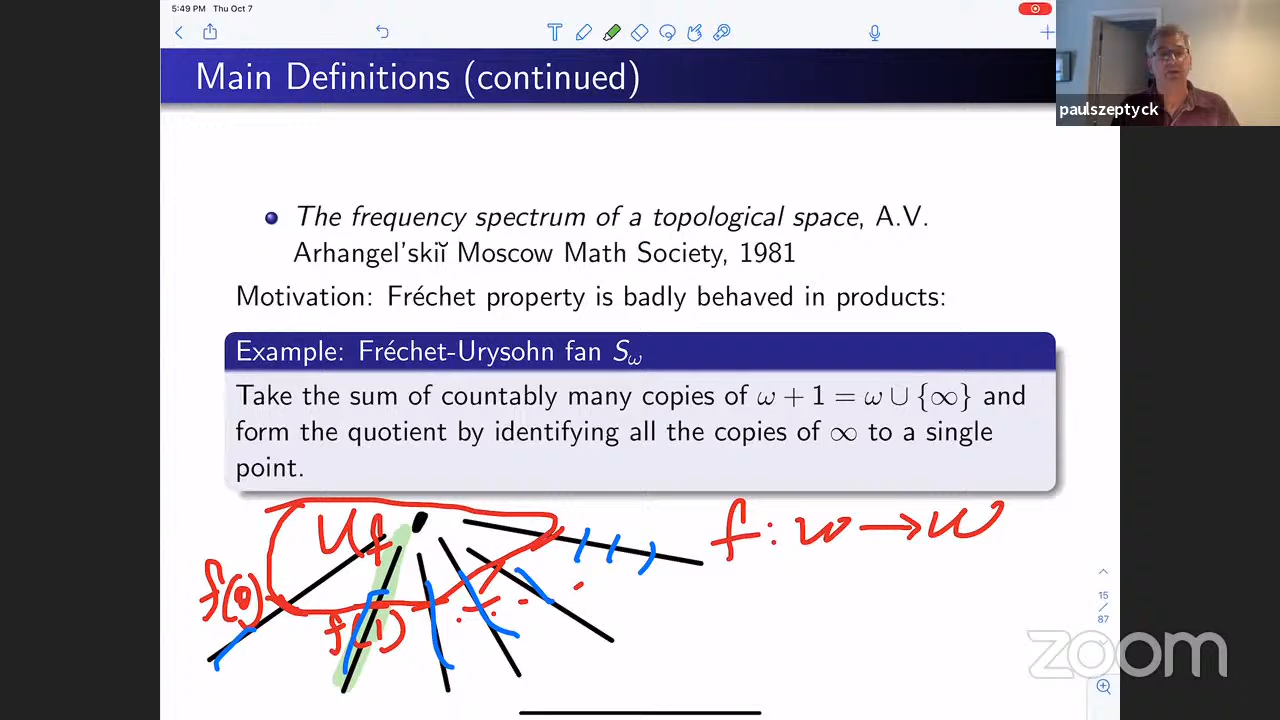 5:49 PM Thu Oct 7
T
Main Definitions (continued)
paulszeptyck
The frequency spectrum of a topological space, A.V.
Arhangel'skiĭ Moscow Math Society, 1981
Motivation: Fréchet property is badly behaved in products:
Example: Fréchet-Urysohn fan Sω
Take the sum of countably many copies of ω + 1 = ω ∪ {∞} and
form the quotient by identifying all the copies of ∞ to a single
point.
Uf
f: ω → ω
f(0)
f(1)
15
/
87
zoom